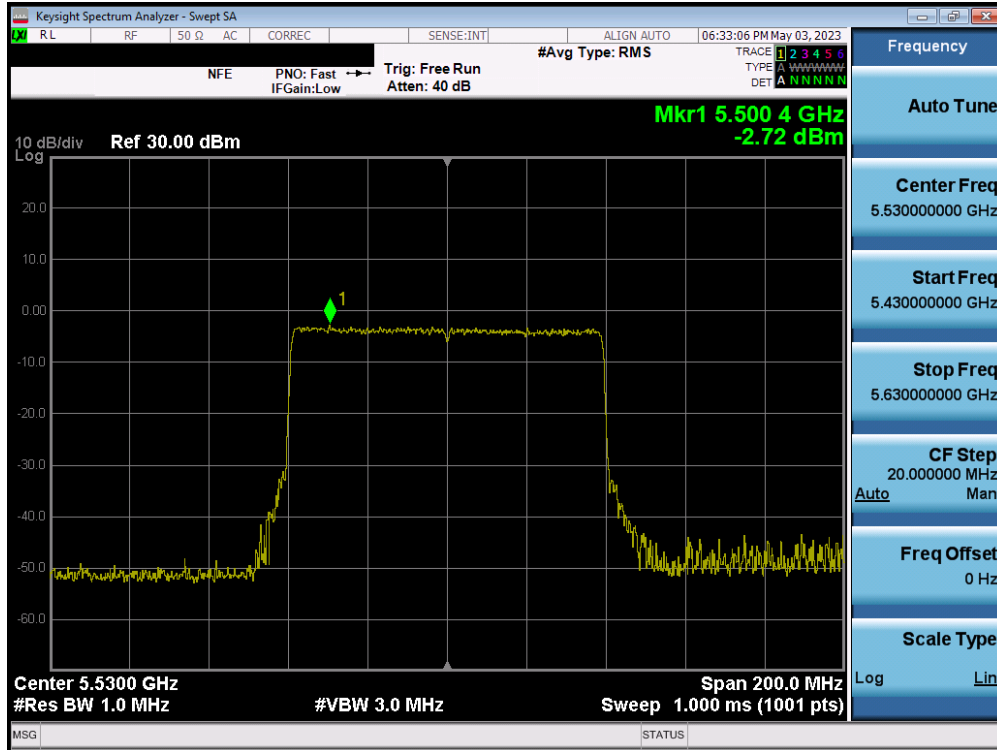 Keysight Spectrum Analyzer - Swept SA
LXI RL RF 50 Ω AC CORREC SENSE:INT ALIGN AUTO 06:33:06 PM May 03, 2023
NFE PNO: Fast Trig: Free Run #Avg Type: RMS TRACE 1 2 3 4 5 6
IFGain:Low Atten: 40 dB TYPE A WWWWW
DET A N N N N N
Mkr1 5.500 4 GHz
-2.72 dBm
10 dB/div Ref 30.00 dBm
Log
20.0
10.0
0.00
1
-10.0
-20.0
-30.0
-40.0
-50.0
-60.0
Center 5.5300 GHz Span 200.0 MHz
#Res BW 1.0 MHz #VBW 3.0 MHz Sweep 1.000 ms (1001 pts)
MSG STATUS
Frequency
Auto Tune
Center Freq
5.530000000 GHz
Start Freq
5.430000000 GHz
Stop Freq
5.630000000 GHz
CF Step
20.000000 MHz
Auto Man
Freq Offset
0 Hz
Scale Type
Log Lin